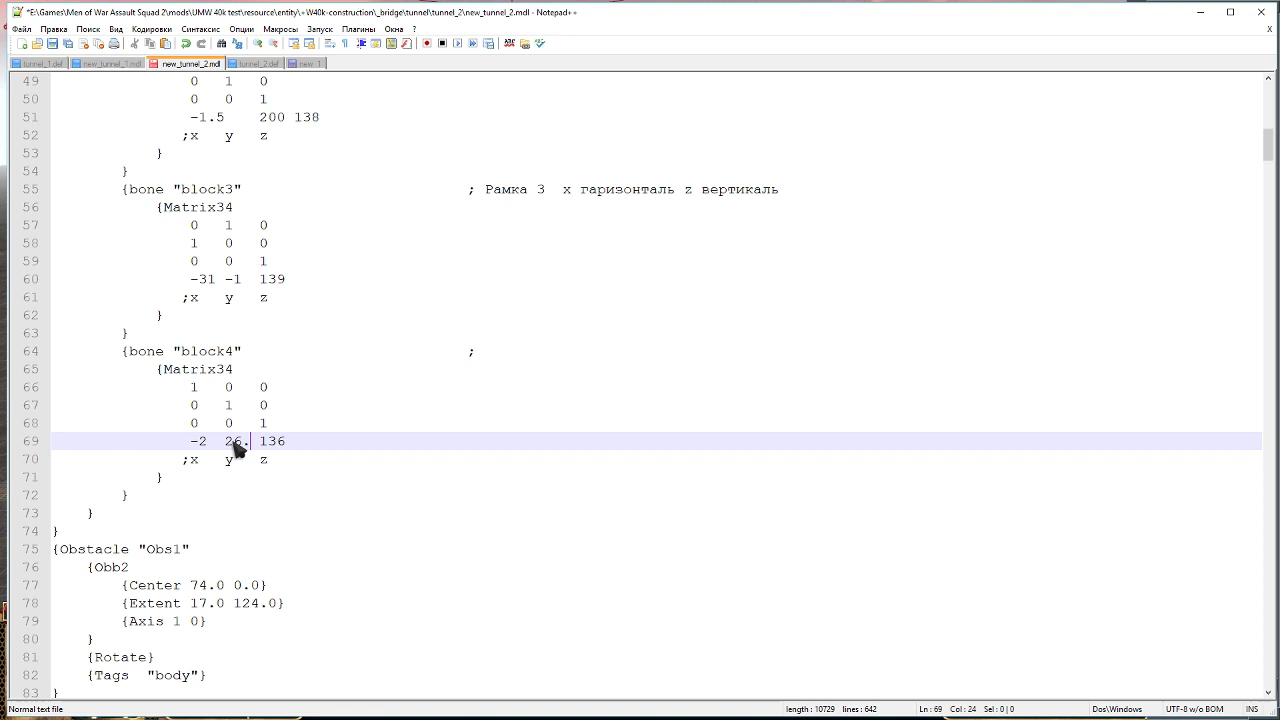 *E:\Games\Men of War Assault Squad 2\mods\UMW 40k test\resource\entity\+W40k-construction\_bridge\tunnel\tunnel_2\new_tunnel_2.mdl - Notepad++
Файл Правка Поиск Вид Кодировки Синтаксис Опции Макросы Запуск Плагины Окна ? X
tunnel_1.def new_tunnel_1.mdl new_tunnel_2.mdl tunnel_2.def new 1
49 0 1 0
50 0 0 1
51 -1.5 200 138
52 ;x y z
53 }
54 }
55 {bone "block3" ; Рамка 3 x гаризонталь z вертикаль
56 {Matrix34
57 0 1 0
58 1 0 0
59 0 0 1
60 -31 -1 139
61 ;x y z
62 }
63 }
64 {bone "block4" ;
65 {Matrix34
66 1 0 0
67 0 1 0
68 0 0 1
69 -2 26. 136
70 ;x y z
71 }
72 }
73 }
74 }
75 {Obstacle "Obs1"
76 {Obb2
77 {Center 74.0 0.0}
78 {Extent 17.0 124.0}
79 {Axis 1 0}
80 }
81 {Rotate}
82 {Tags "body"}
83 }
Normal text file length : 10729 lines : 642 Ln : 69 Col : 24 Sel : 0 | 0 Dos\Windows UTF-8 w/o BOM INS